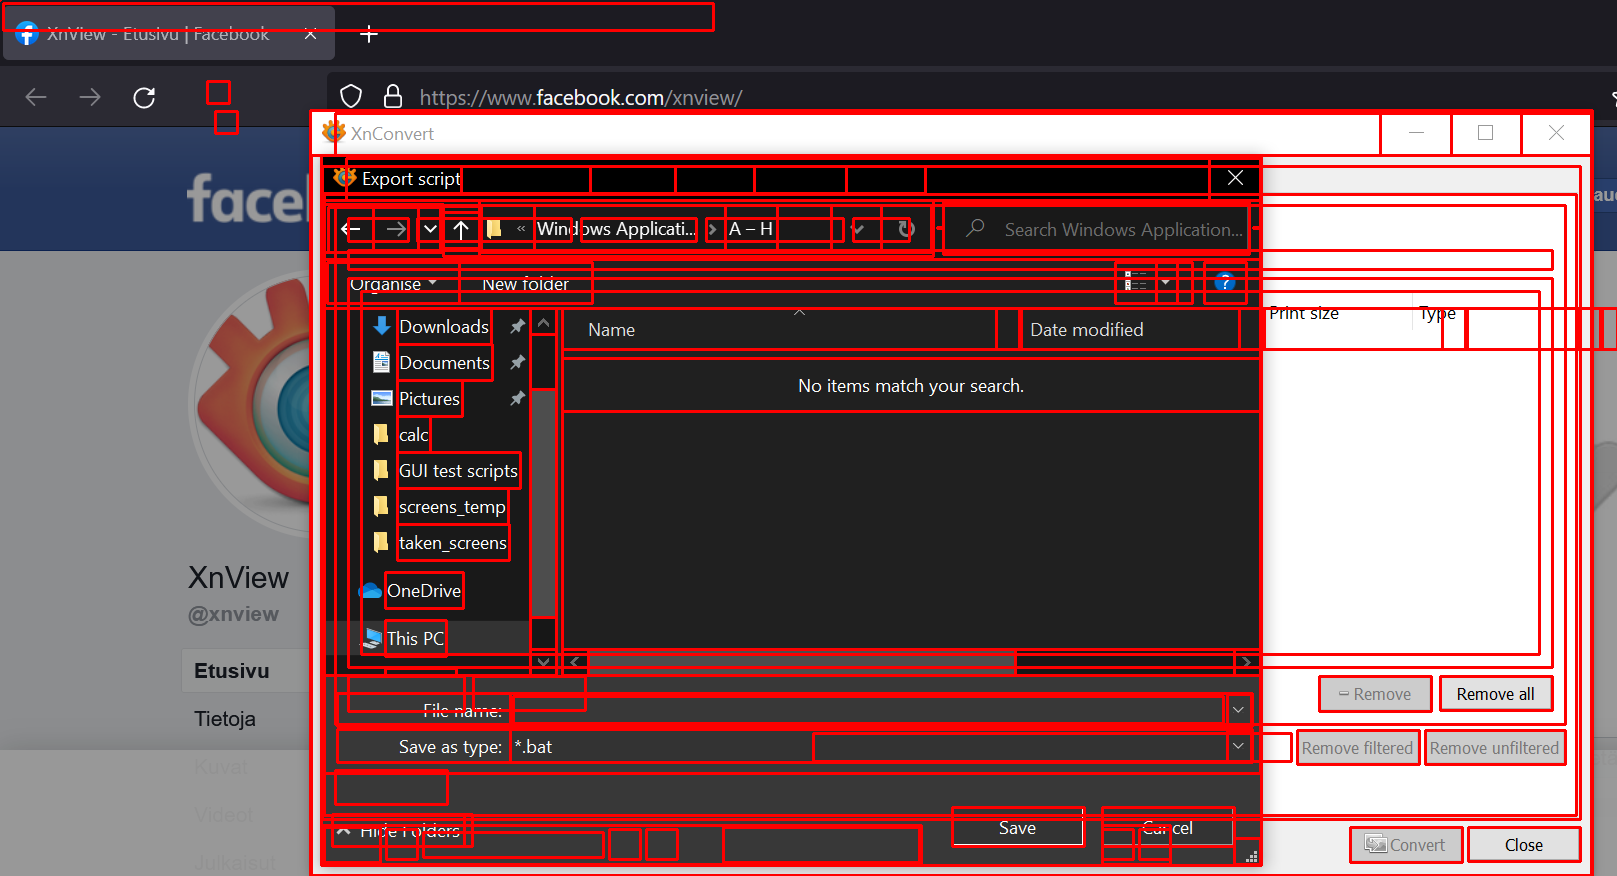 XnView - Etusivu | Facebook
https://www.facebook.com/xnview/
XnConvert
Export script
« Windows Applicati... > A – H
Search Windows Application...
Organise
New folder
Print size
Type
Downloads
Name
Date modified
Documents
No items match your search.
Pictures
calc
GUI test scripts
screens_temp
taken_screens
OneDrive
This PC
XnView
@xnview
Etusivu
Tietoja
Kuvat
Videot
Julkaisut
Remove
Remove all
File name:
Save as type: *.bat
Remove filtered
Remove unfiltered
Hide Folders
Save
Cancel
Convert
Close